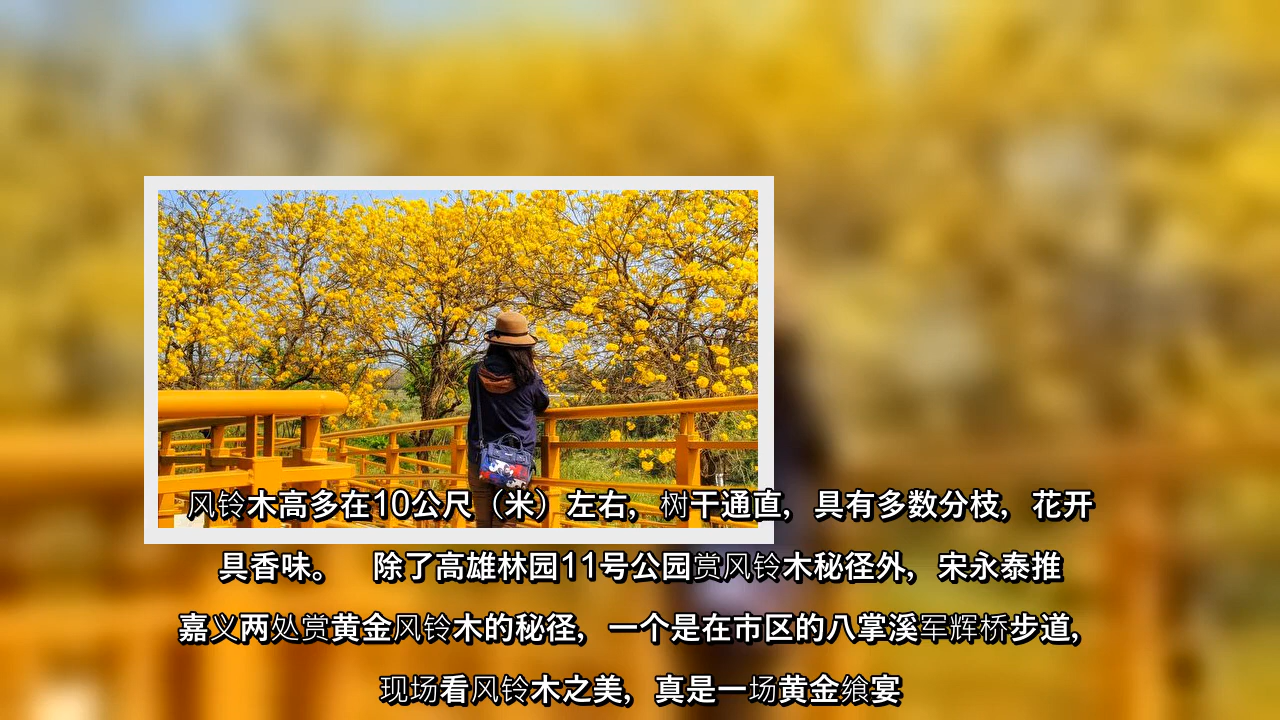 风铃木高多在10公尺（米）左右，树干通直，具有多数分枝，花开
具香味。 除了高雄林园11号公园赏风铃木秘径外，宋永泰推
嘉义两处赏黄金风铃木的秘径，一个是在市区的八掌溪军辉桥步道，
现场看风铃木之美，真是一场黄金飨宴